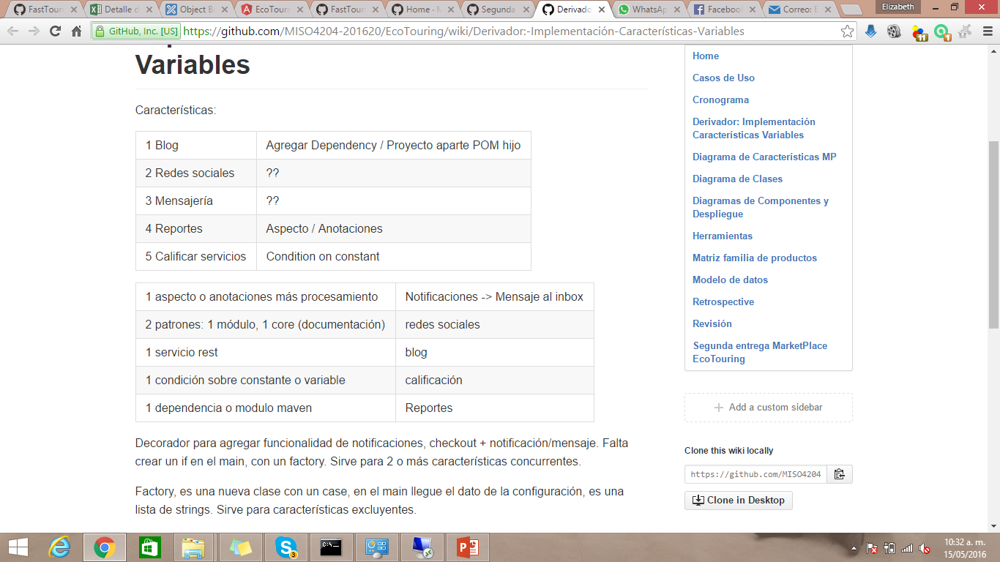 FastTouri
Detalle d
Object B
EcoTouri
FastTour
Home · M
Segunda
Derivado
WhatsAp
Facebook
Correo: E
Elizabeth
GitHub, Inc. [US]
https://github.com/MISO4204-201620/EcoTouring/wiki/Derivador:-Implementación-Características-Variables
11
1
Variables
Características:
1 Blog Agregar Dependency / Proyecto aparte POM hijo
2 Redes sociales ??
3 Mensajería ??
4 Reportes Aspecto / Anotaciones
5 Calificar servicios Condition on constant
1 aspecto o anotaciones más procesamiento Notificaciones -> Mensaje al inbox
2 patrones: 1 módulo, 1 core (documentación) redes sociales
1 servicio rest blog
1 condición sobre constante o variable calificación
1 dependencia o modulo maven Reportes
Decorador para agregar funcionalidad de notificaciones, checkout + notificación/mensaje. Falta
crear un if en el main, con un factory. Sirve para 2 o más características concurrentes.
Factory, es una nueva clase con un case, en el main llegue el dato de la configuración, es una
lista de strings. Sirve para características excluyentes.
Home
Casos de Uso
Cronograma
Derivador: Implementación
Características Variables
Diagrama de Características MP
Diagrama de Clases
Diagramas de Componentes y
Despliegue
Herramientas
Matriz familia de productos
Modelo de datos
Retrospective
Revisión
Segunda entrega MarketPlace
EcoTouring
Add a custom sidebar
Clone this wiki locally
https://github.com/MISO4204
Clone in Desktop
3
10:32 a. m.
15/05/2016